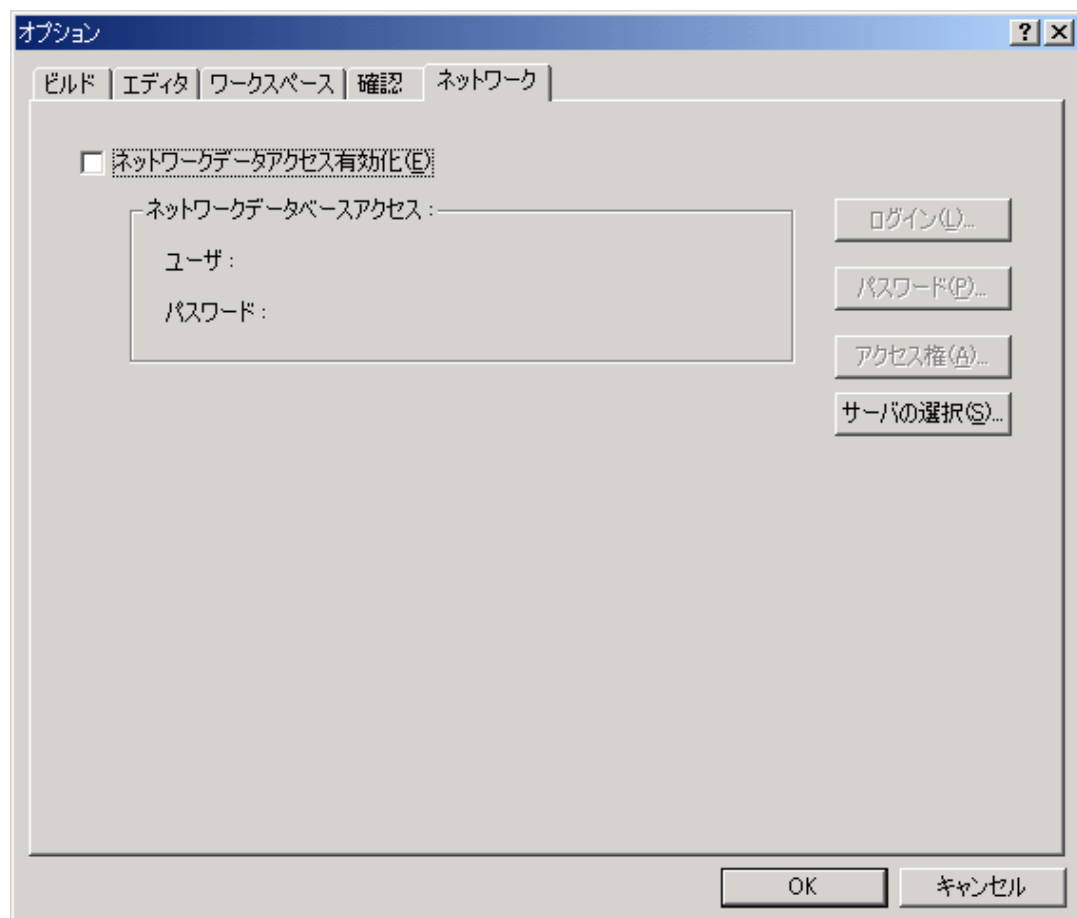 オプション
ビルド エディタ ワークスペース 確認 ネットワーク
ネットワークデータアクセス有効化(E)
ネットワークデータベースアクセス:
ログイン(L)...
ユーザ:
パスワード(P)...
パスワード:
アクセス権(A)...
サーバの選択(S)...
OK キャンセル